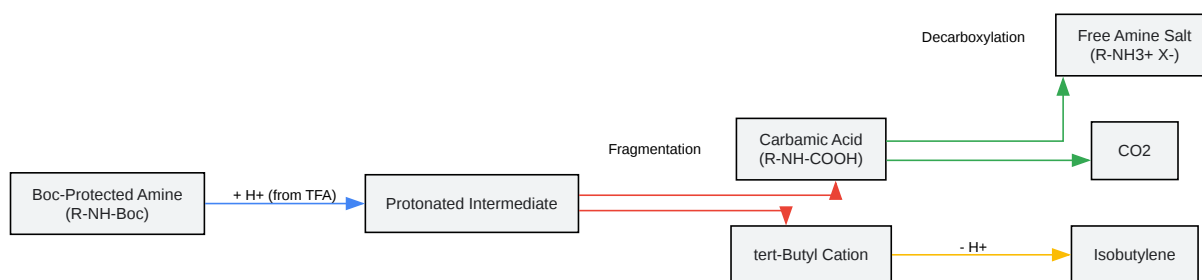 Boc-Protected Amine
(R-NH-Boc)
+ H+ (from TFA)
Protonated Intermediate
Fragmentation
Carbamic Acid
(R-NH-COOH)
tert-Butyl Cation
Decarboxylation
Free Amine Salt
(R-NH3+ X-)
CO2
- H+
Isobutylene